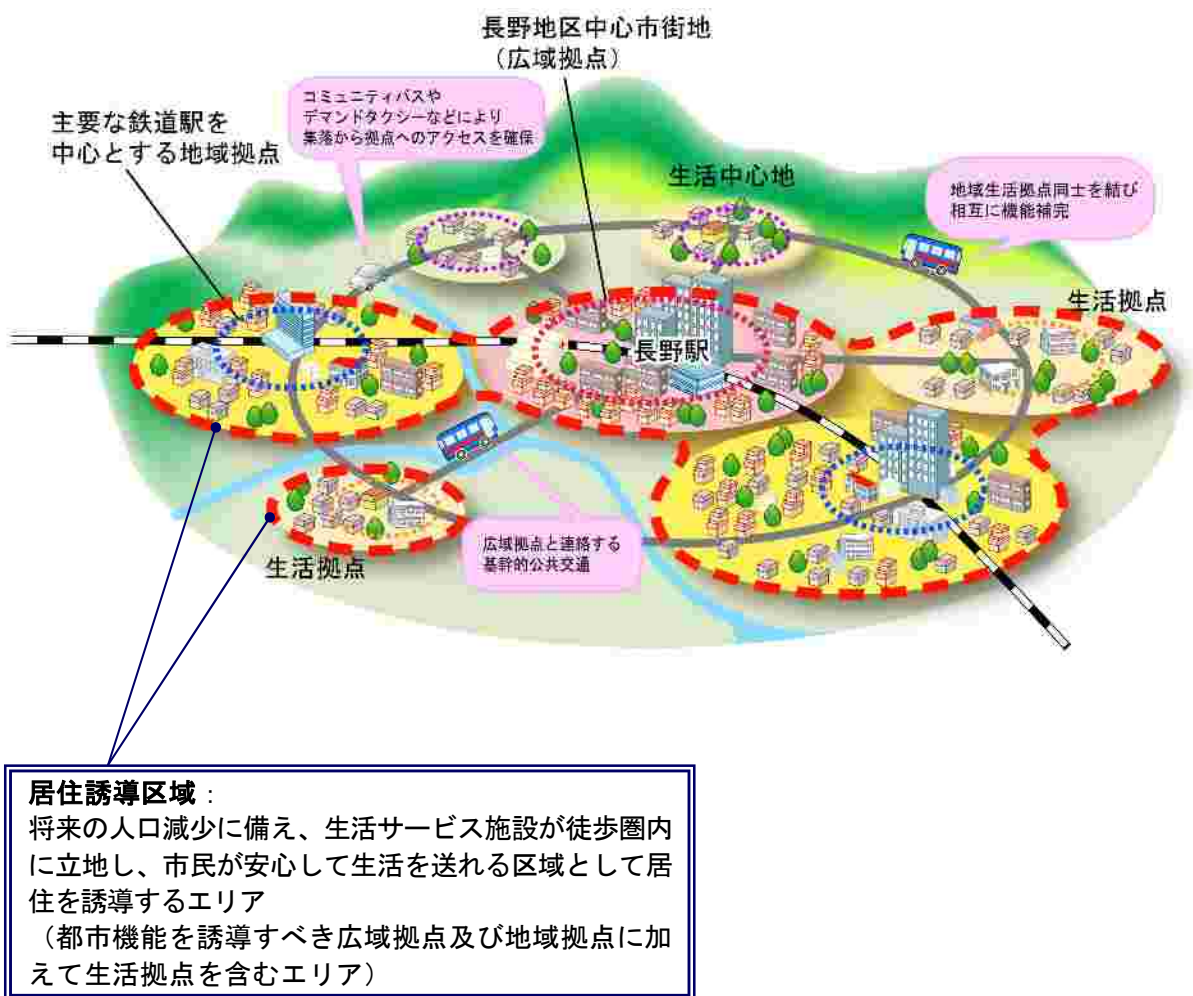 長野地区中心市街地
(広域拠点)
コミュニティバスや
デマンドタクシーなどにより
集落から拠点へのアクセスを確保
主要な鉄道駅を
中心とする地域拠点
生活中心地
地域生活拠点同士を結び
相互に機能補完
生活拠点
長野駅
生活拠点
広域拠点と連絡する
基幹的公共交通
居住誘導区域:
将来の人口減少に備え、生活サービス施設が徒歩圏内
に立地し、市民が安心して生活を送れる区域として居
住を誘導するエリア
(都市機能を誘導すべき広域拠点及び地域拠点に加
えて生活拠点を含むエリア)